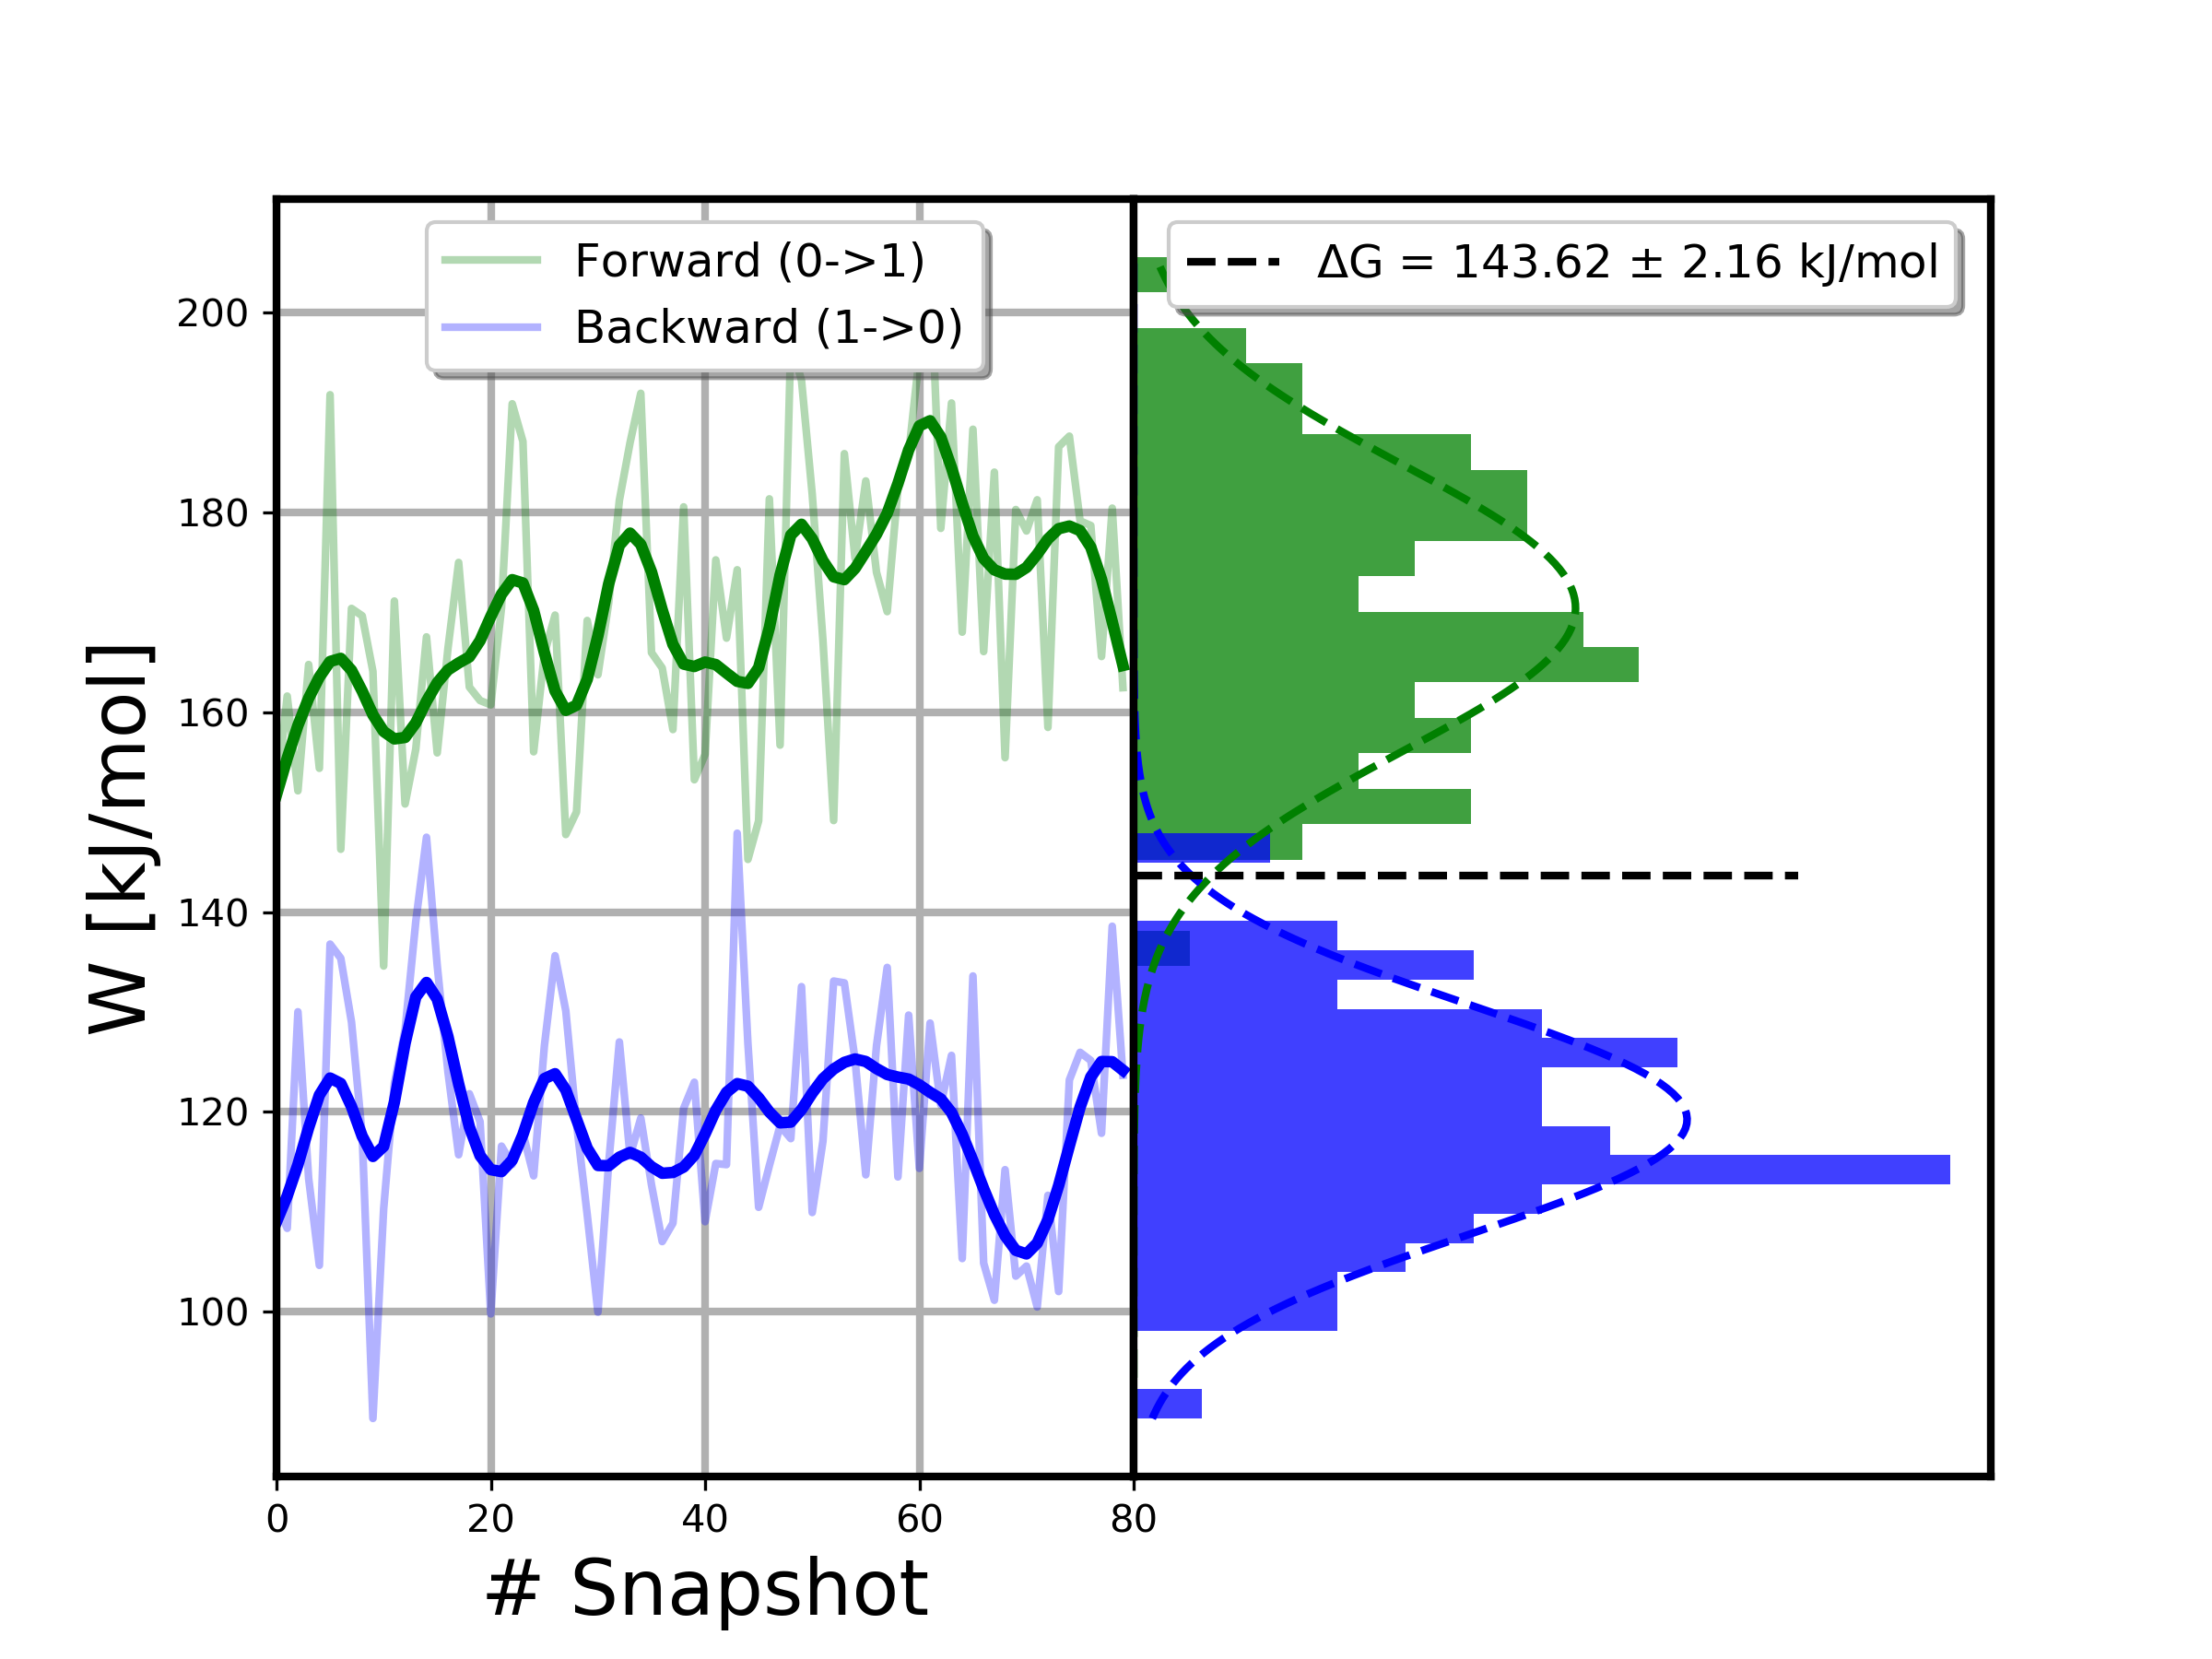 Forward (0->1)
Backward (1->0)
ΔG = 143.62 ± 2.16 kJ/mol
W [kJ/mol]
200
180
160
140
120
100
0 20 40 60 80
# Snapshot